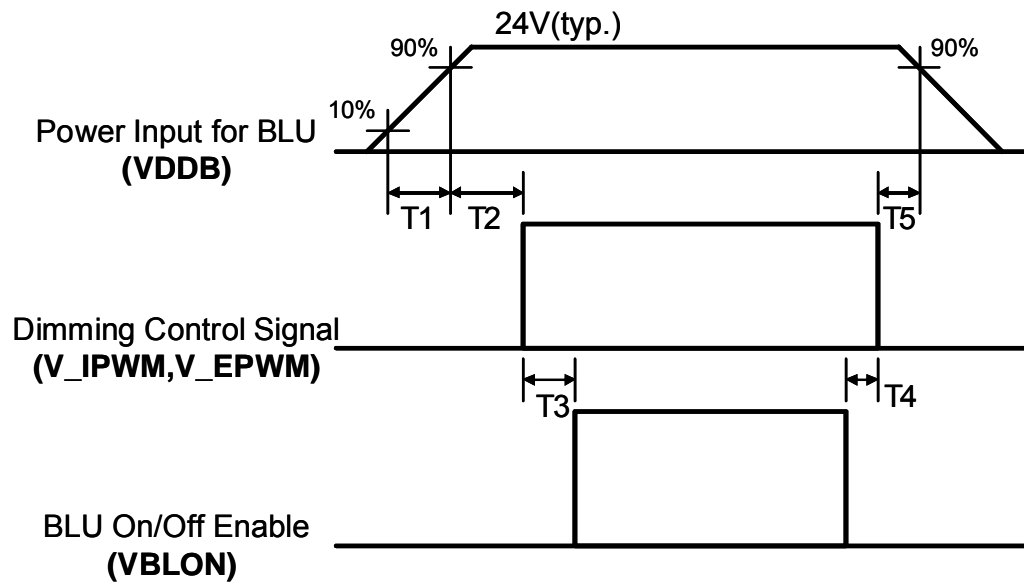 24V(typ.)
90%
90%
10%
Power Input for BLU
(VDDB)
T1
T2
T5
Dimming Control Signal
(V_IPWM,V_EPWM)
T3
T4
BLU On/Off Enable
(VBLON)